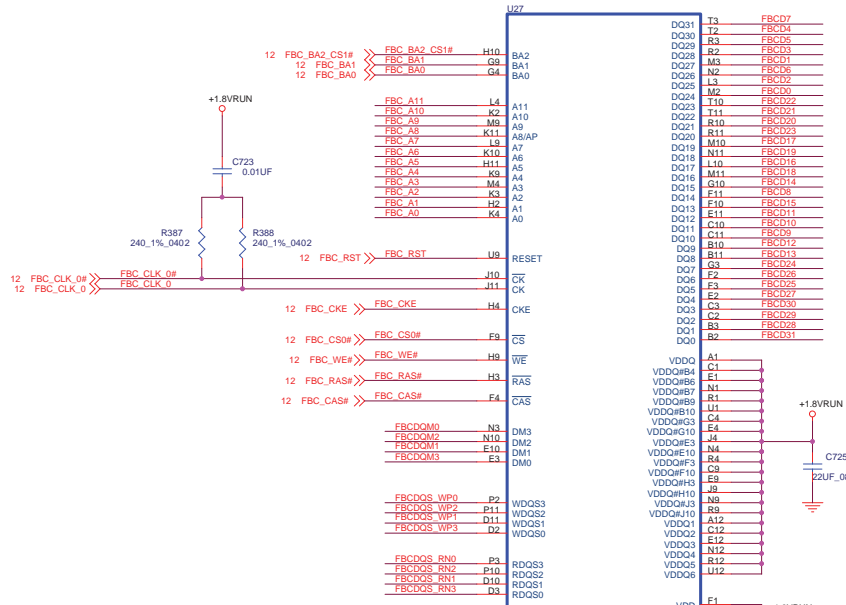 U27
12 FBC_BA2_CS1# FBC_BA2_CS1# H10 BA2
12 FBC_BA1 FBC_BA1 G9 BA1
12 FBC_BA0 FBC_BA0 G4 BA0
FBC_A11 L4 A11
FBC_A10 K2 A10
FBC_A9 M9 A9
FBC_A8 K11 A8/AP
FBC_A7 L9 A7
FBC_A6 K10 A6
FBC_A5 H11 A5
FBC_A4 K9 A4
FBC_A3 M4 A3
FBC_A2 K3 A2
FBC_A1 H2 A1
FBC_A0 K4 A0
+1.8VRUN
C723
0.01UF
R387
240_1%_0402
R388
240_1%_0402
12 FBC_RST FBC_RST U9 RESET
12 FBC_CLK_0# FBC_CLK_0# J10 CK
12 FBC_CLK_0 FBC_CLK_0 J11 CK
12 FBC_CKE FBC_CKE H4 CKE
12 FBC_CS0# FBC_CS0# F9 CS
12 FBC_WE# FBC_WE# H9 WE
12 FBC_RAS# FBC_RAS# H3 RAS
12 FBC_CAS# FBC_CAS# F4 CAS
FBCDQM0 N3 DM3
FBCDQM2 N10 DM2
FBCDQM1 E10 DM1
FBCDQM3 E3 DM0
FBCDQS_WP0 P2 WDQS3
FBCDQS_WP2 P11 WDQS2
FBCDQS_WP1 D11 WDQS1
FBCDQS_WP3 D2 WDQS0
FBCDQS_RN0 P3 RDQS3
FBCDQS_RN2 P10 RDQS2
FBCDQS_RN1 D10 RDQS1
FBCDQS_RN3 D3 RDQS0
DQ31 T3 FBCD7
DQ30 T2 FBCD4
DQ29 R3 FBCD5
DQ28 R2 FBCD3
DQ27 M3 FBCD1
DQ26 N2 FBCD6
DQ25 L3 FBCD2
DQ24 M2 FBCD0
DQ23 T10 FBCD22
DQ22 T11 FBCD21
DQ21 R10 FBCD20
DQ20 R11 FBCD23
DQ19 M10 FBCD17
DQ18 N11 FBCD19
DQ17 L10 FBCD16
DQ16 M11 FBCD18
DQ15 G10 FBCD14
DQ14 F11 FBCD8
DQ13 F10 FBCD15
DQ12 E11 FBCD11
DQ11 C10 FBCD10
DQ10 C11 FBCD9
DQ9 B10 FBCD12
DQ8 B11 FBCD13
DQ7 G3 FBCD24
DQ6 F2 FBCD26
DQ5 F3 FBCD25
DQ4 E2 FBCD27
DQ3 C3 FBCD30
DQ2 C2 FBCD29
DQ1 B3 FBCD28
DQ0 B2 FBCD31
VDDQ A1
VDDQ#B4 C1
VDDQ#B6 E1
VDDQ#B7 N1
VDDQ#B9 R1
VDDQ#B10 U1
VDDQ#G3 C4
VDDQ#G10 E4
VDDQ#E3 J4
VDDQ#E10 N4
VDDQ#F3 R4
VDDQ#F10 C9
VDDQ#H3 E9
VDDQ#H10 J9
VDDQ#J3 N9
VDDQ#J10 R9
VDDQ1 A12
VDDQ2 C12
VDDQ3 E12
VDDQ4 N12
VDDQ5 R12
VDDQ6 U12
+1.8VRUN
C725
22UF_0
VDD F1